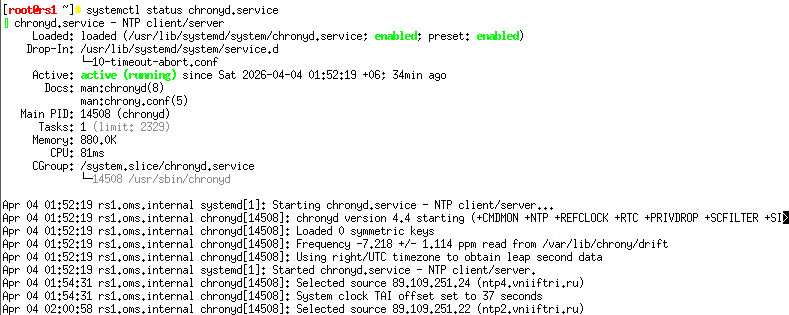 [root@rs1 ~]● systemctl status chronyd.service
chronyd.service - NTP client/server
Loaded: loaded (/usr/lib/systemd/system/chronyd.service; enabled; preset: enabled)
Drop-In: /usr/lib/systemd/system/service.d
└─10-timeout-abort.conf
Active: active (running) since Sat 2026-04-04 01:52:19 +06; 34min ago
Docs: man:chronyd(8)
man:chrony.conf(5)
Main PID: 14508 (chronyd)
Tasks: 1 (limit: 2329)
Memory: 880.0K
CPU: 81ms
CGroup: /system.slice/chronyd.service
└─14508 /usr/sbin/chronyd
Apr 04 01:52:19 rs1.oms.internal systemd[1]: Starting chronyd.service - NTP client/server...
Apr 04 01:52:19 rs1.oms.internal chronyd[14508]: chronyd version 4.4 starting (+CMDMON +NTP +REFCLOCK +RTC +PRIVDROP +SCFILTER +SI>
Apr 04 01:52:19 rs1.oms.internal chronyd[14508]: Loaded 0 symmetric keys
Apr 04 01:52:19 rs1.oms.internal chronyd[14508]: Frequency -7.218 +/- 1.114 ppm read from /var/lib/chrony/drift
Apr 04 01:52:19 rs1.oms.internal chronyd[14508]: Using right/UTC timezone to obtain leap second data
Apr 04 01:52:19 rs1.oms.internal systemd[1]: Started chronyd.service - NTP client/server.
Apr 04 01:54:31 rs1.oms.internal chronyd[14508]: Selected source 89.109.251.24 (ntp4.vniiftri.ru)
Apr 04 01:54:31 rs1.oms.internal chronyd[14508]: System clock TAI offset set to 37 seconds
Apr 04 02:00:58 rs1.oms.internal chronyd[14508]: Selected source 89.109.251.22 (ntp2.vniiftri.ru)